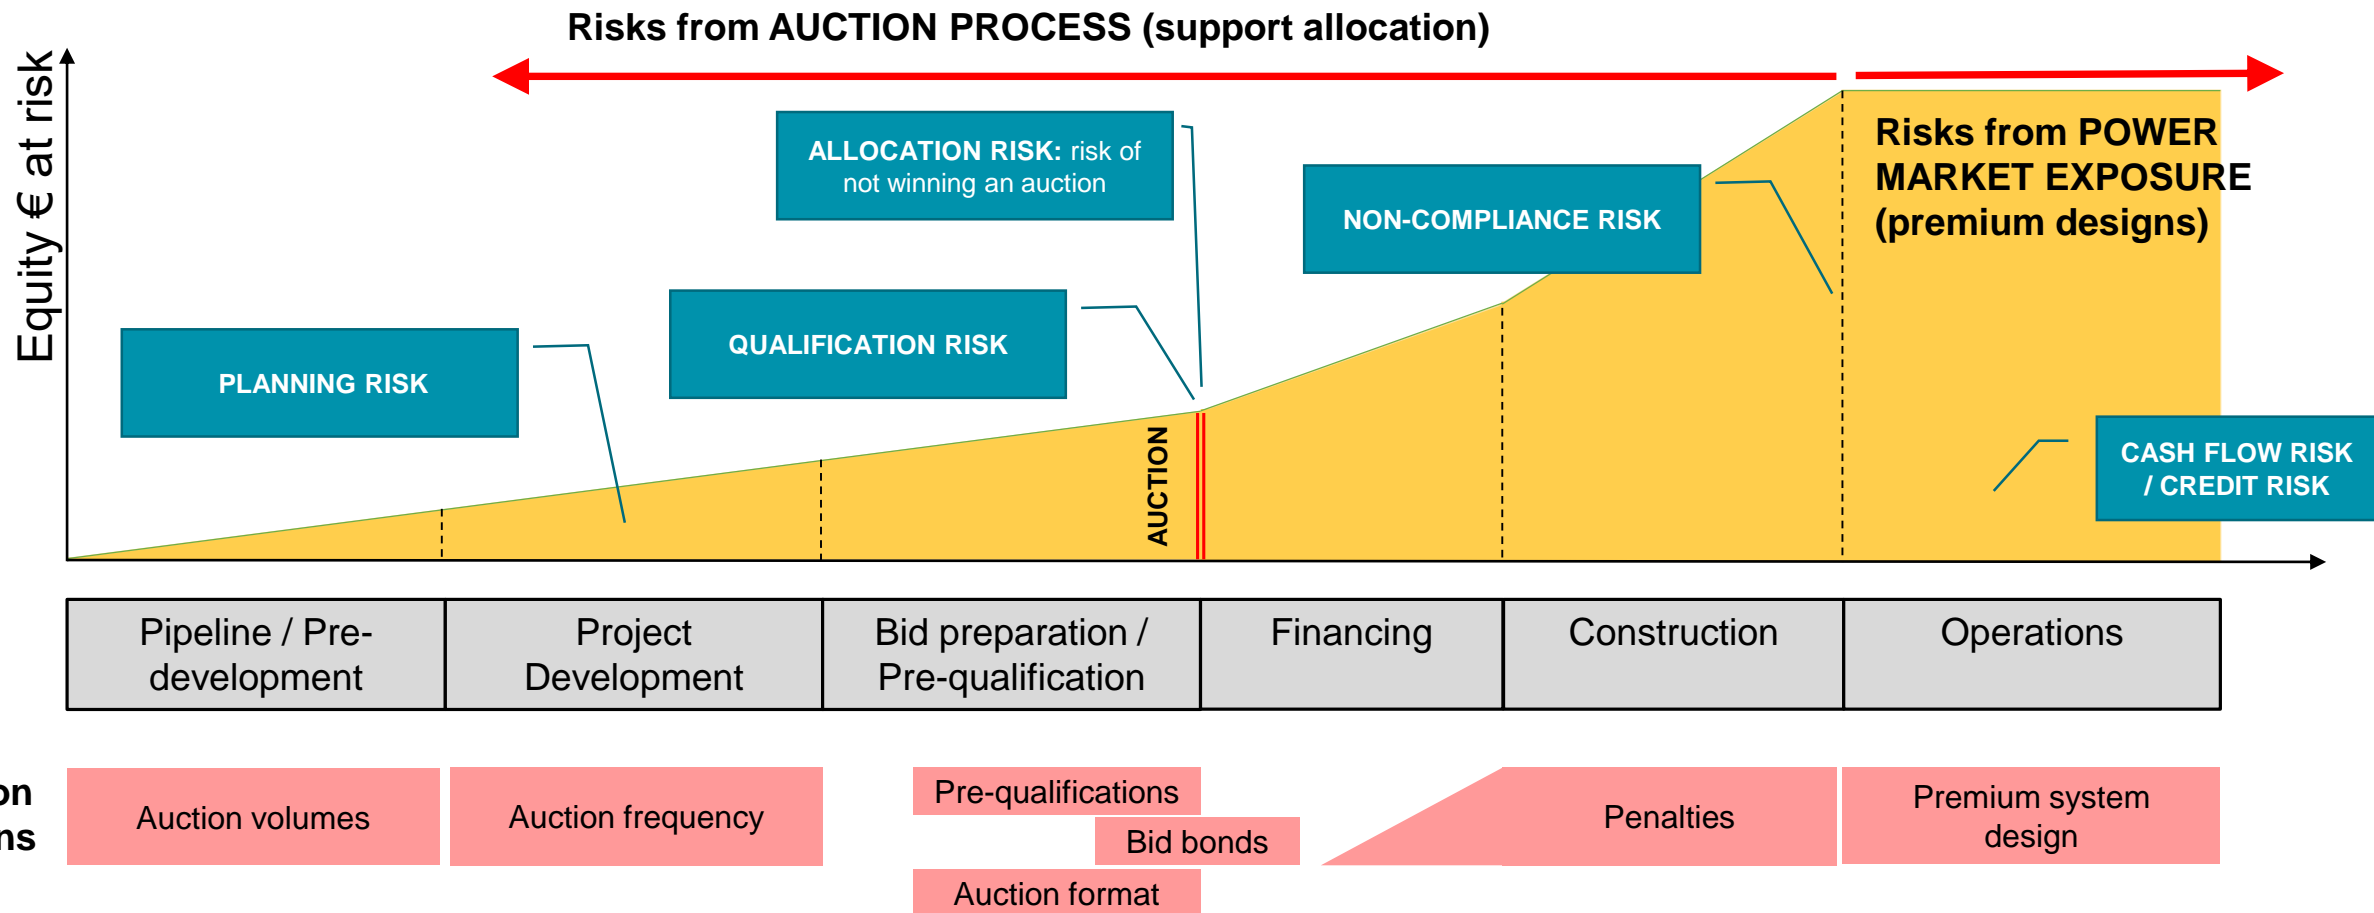 Risks from AUCTION PROCESS (support allocation)
Equity € at risk
ALLOCATION RISK: risk of
not winning an auction
Risks from POWER
MARKET EXPOSURE
(premium designs)
NON-COMPLIANCE RISK
QUALIFICATION RISK
PLANNING RISK
AUCTION
CASH FLOW RISK
/ CREDIT RISK
Pipeline / Pre-
development
Project
Development
Bid preparation /
Pre-qualification
Financing
Construction
Operations
on
ns
Auction volumes
Auction frequency
Pre-qualifications
Bid bonds
Auction format
Penalties
Premium system
design